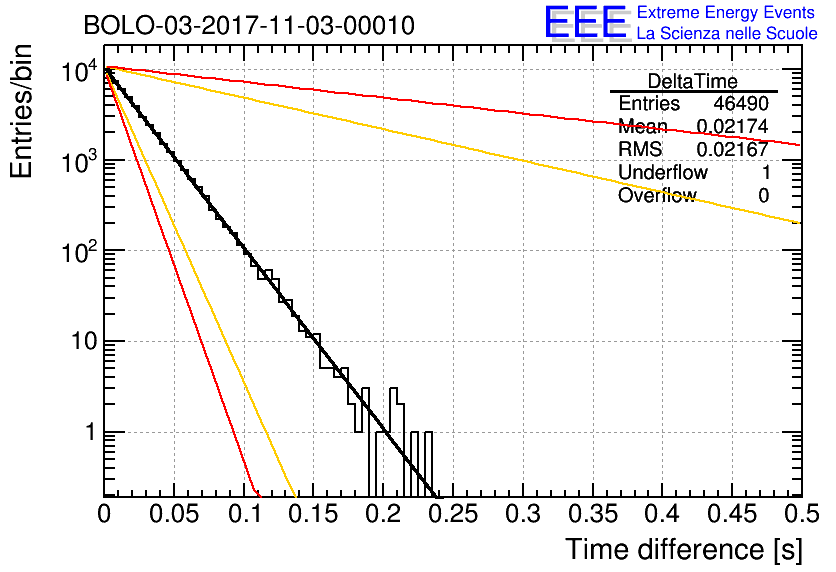 BOLO-03-2017-11-03-00010
EEE Extreme Energy Events
La Scienza nelle Scuole
Entries/bin
DeltaTime
Entries 46490
Mean 0.02174
RMS 0.02167
Underflow 1
Overflow 0
10^4
10^3
10^2
10
1
0 0.05 0.1 0.15 0.2 0.25 0.3 0.35 0.4 0.45 0.5
Time difference [s]